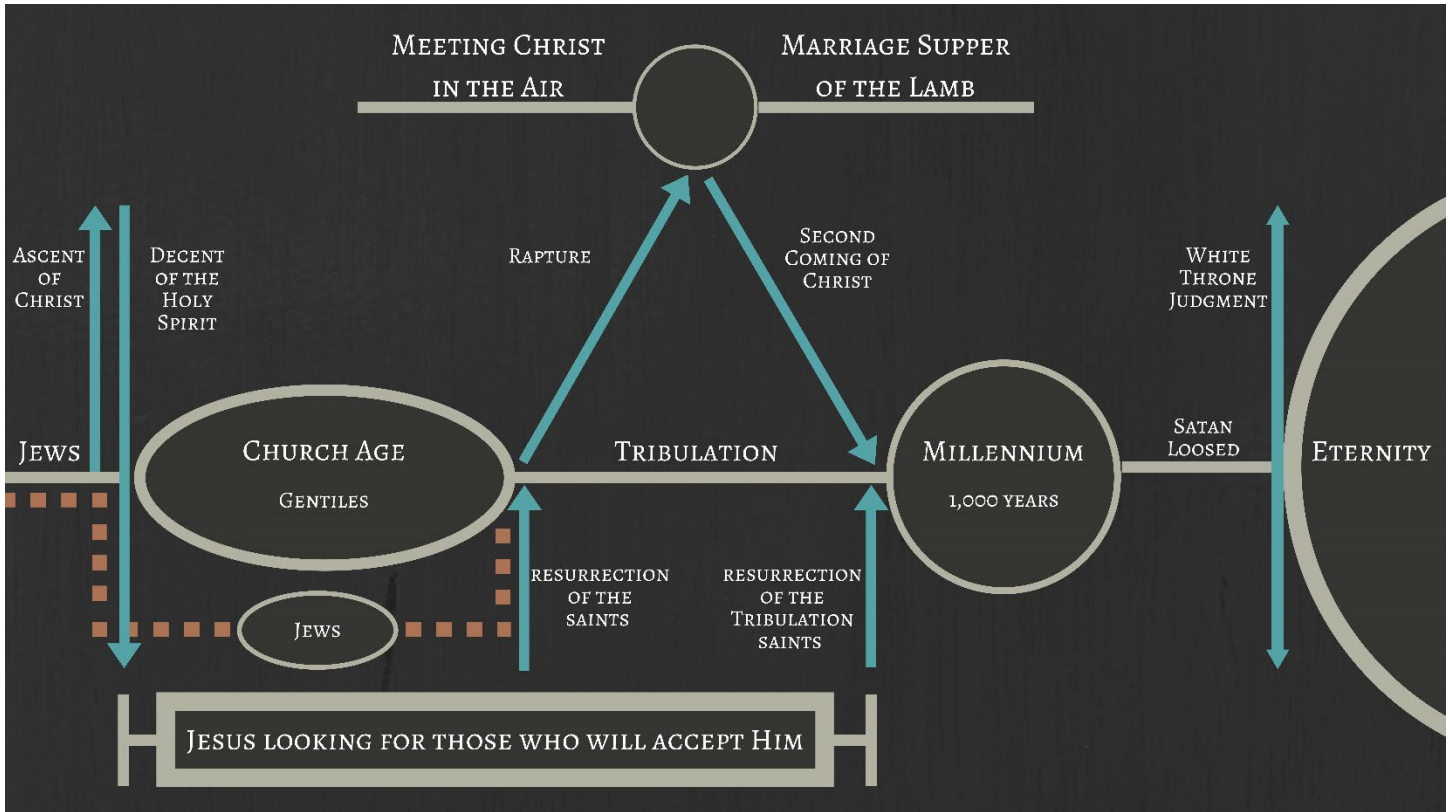 Meeting Christ
in the Air
Marriage Supper
of the Lamb
Ascent
of
Christ
Decent
of the
Holy
Spirit
Rapture
Second
Coming of
Christ
White
Throne
Judgment
Jews
Church Age
Gentiles
Tribulation
Millennium
1,000 years
Satan
Loosed
Eternity
Jews
resurrection
of the
saints
resurrection
of the
Tribulation
saints
Jesus looking for those who will accept Him